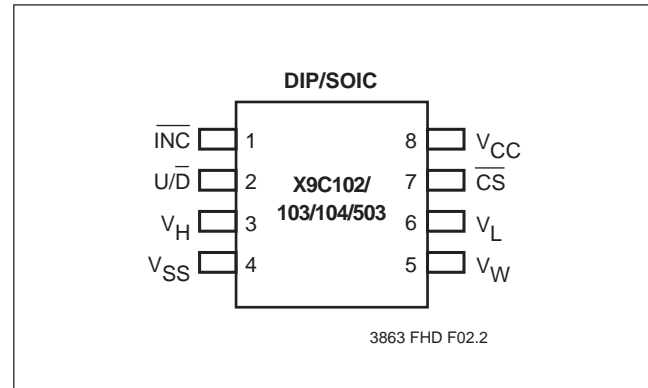 DIP/SOIC
INC 1 8 VCC
U/D 2 X9C102/ 7 CS
103/104/503
VH 3 6 VL
VSS 4 5 VW
3863 FHD F02.2